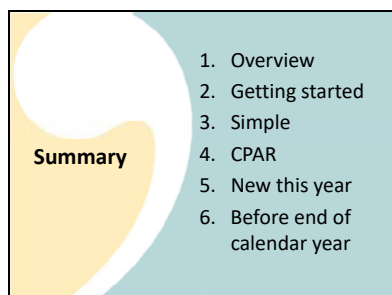 Summary
1. Overview
2. Getting started
3. Simple
4. CPAR
5. New this year
6. Before end of
calendar year